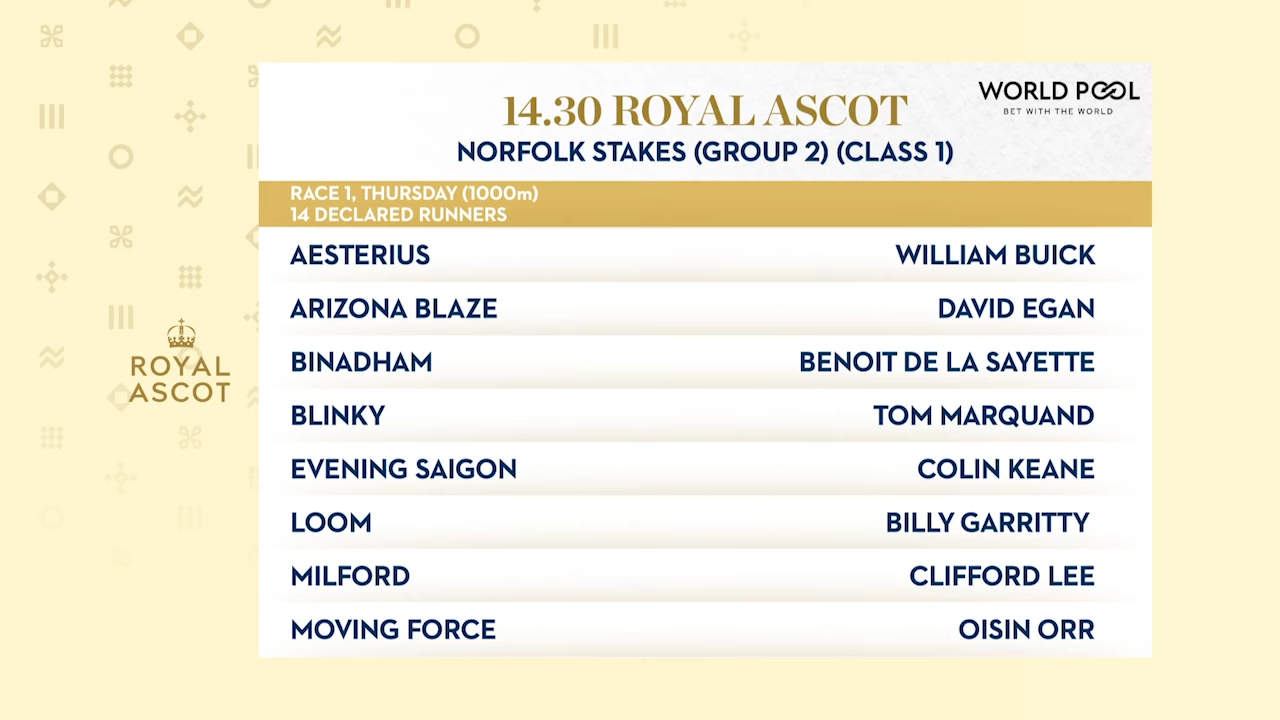 WORLD POOL
BET WITH THE WORLD
14.30 ROYAL ASCOT
NORFOLK STAKES (GROUP 2) (CLASS 1)
RACE 1, THURSDAY (1000m)
14 DECLARED RUNNERS
AESTERIUS WILLIAM BUICK
ARIZONA BLAZE DAVID EGAN
BINADHAM BENOIT DE LA SAYETTE
BLINKY TOM MARQUAND
EVENING SAIGON COLIN KEANE
LOOM BILLY GARRITTY
MILFORD CLIFFORD LEE
MOVING FORCE OISIN ORR
ROYAL
ASCOT